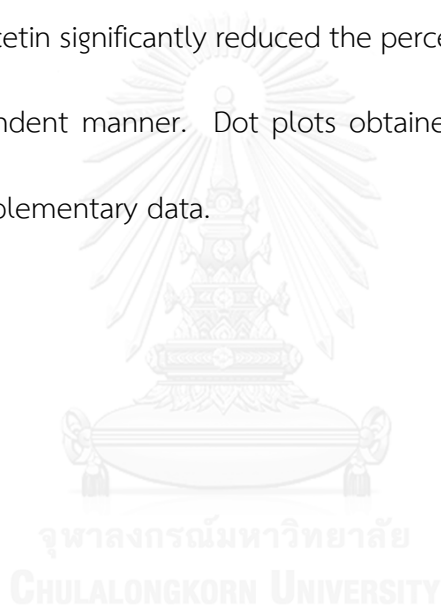 cetin significantly reduced the perce
ndent manner. Dot plots obtaine
plementary data.
จุฬาลงกรณ์มหาวิทยาลัย
CHULALONGKORN UNIVERSITY